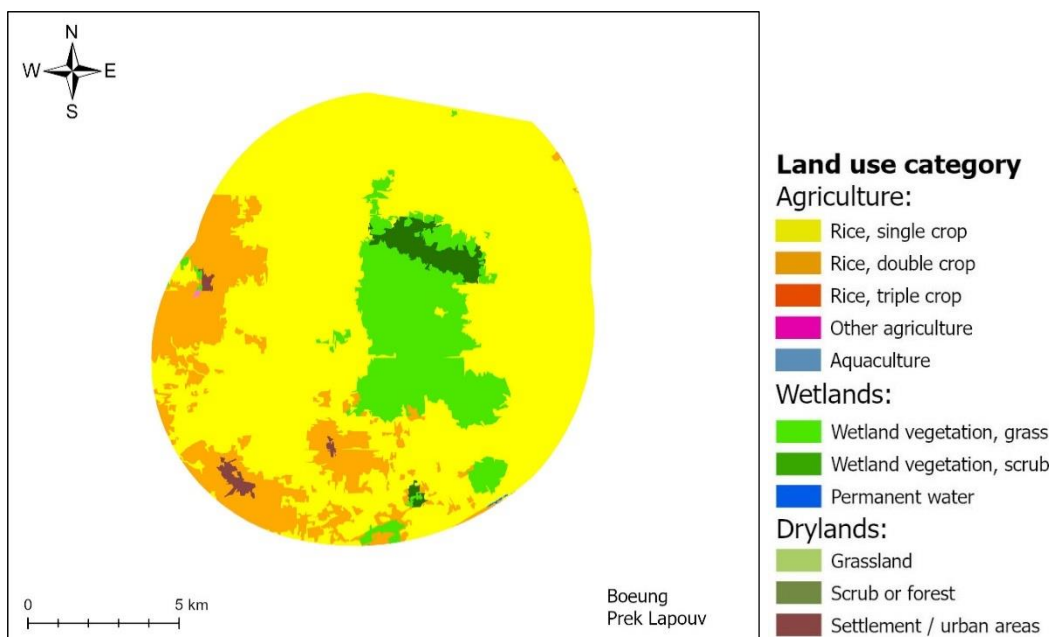 N
W E
S
Land use category
Agriculture:
Rice, single crop
Rice, double crop
Rice, triple crop
Other agriculture
Aquaculture
Wetlands:
Wetland vegetation, grass
Wetland vegetation, scrub
Permanent water
Drylands:
Grassland
Scrub or forest
Settlement / urban areas
0 5 km
Boeung
Prek Lapouv